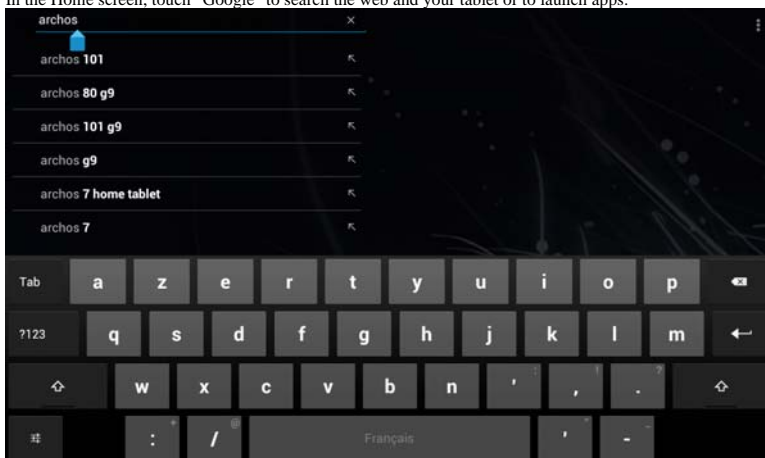 In the Home screen, touch "Google" to search the web and your tablet or to launch apps.
archos
archos 101
archos 80 g9
archos 101 g9
archos g9
archos 7 home tablet
archos 7
Tab a z e r t y u i o p
?123 q s d f g h j k l m
w x c v b n ' : , ! . ?
: + / @ Français ' " - _